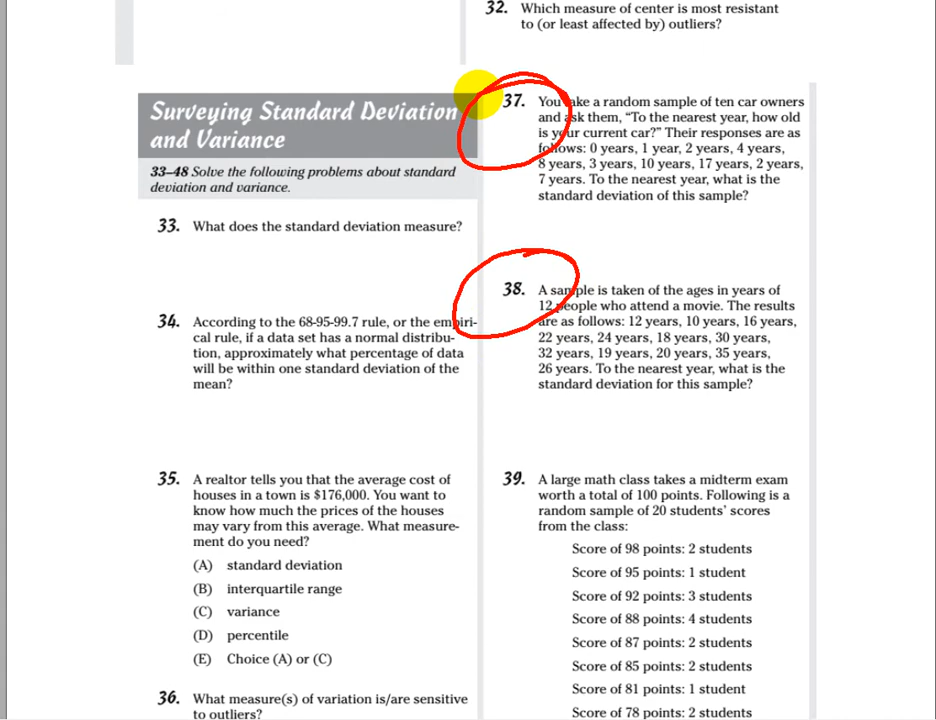 32. Which measure of center is most resistant
to (or least affected by) outliers?
Surveying Standard Deviation
and Variance
33–48 Solve the following problems about standard
deviation and variance.
33. What does the standard deviation measure?
34. According to the 68-95-99.7 rule, or the empiri-
cal rule, if a data set has a normal distribu-
tion, approximately what percentage of data
will be within one standard deviation of the
mean?
35. A realtor tells you that the average cost of
houses in a town is $176,000. You want to
know how much the prices of the houses
may vary from this average. What measure-
ment do you need?
(A) standard deviation
(B) interquartile range
(C) variance
(D) percentile
(E) Choice (A) or (C)
36. What measure(s) of variation is/are sensitive
to outliers?
37. You take a random sample of ten car owners
and ask them, “To the nearest year, how old
is your current car?” Their responses are as
follows: 0 years, 1 year, 2 years, 4 years,
8 years, 3 years, 10 years, 17 years, 2 years,
7 years. To the nearest year, what is the
standard deviation of this sample?
38. A sample is taken of the ages in years of
12 people who attend a movie. The results
are as follows: 12 years, 10 years, 16 years,
22 years, 24 years, 18 years, 30 years,
32 years, 19 years, 20 years, 35 years,
26 years. To the nearest year, what is the
standard deviation for this sample?
39. A large math class takes a midterm exam
worth a total of 100 points. Following is a
random sample of 20 students’ scores
from the class:
Score of 98 points: 2 students
Score of 95 points: 1 student
Score of 92 points: 3 students
Score of 88 points: 4 students
Score of 87 points: 2 students
Score of 85 points: 2 students
Score of 81 points: 1 student
Score of 78 points: 2 students